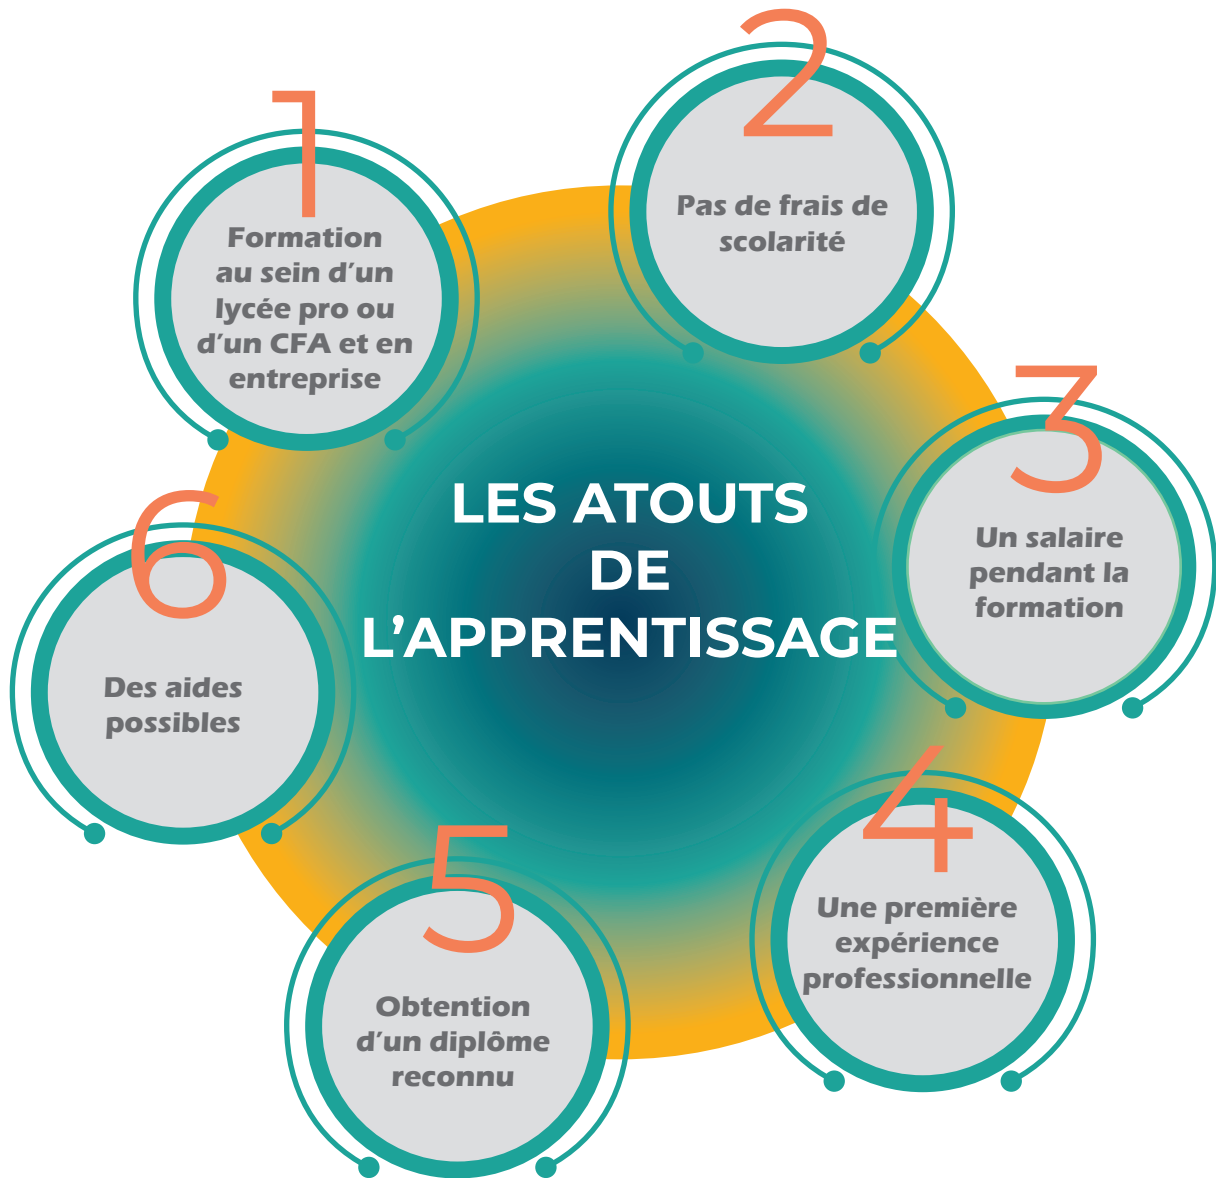 LES ATOUTS
DE
L’APPRENTISSAGE
1
Formation
au sein d’un
lycée pro ou
d’un CFA et en
entreprise
2
Pas de frais de
scolarité
3
Un salaire
pendant la
formation
4
Une première
expérience
professionnelle
5
Obtention
d’un diplôme
reconnu
6
Des aides
possibles